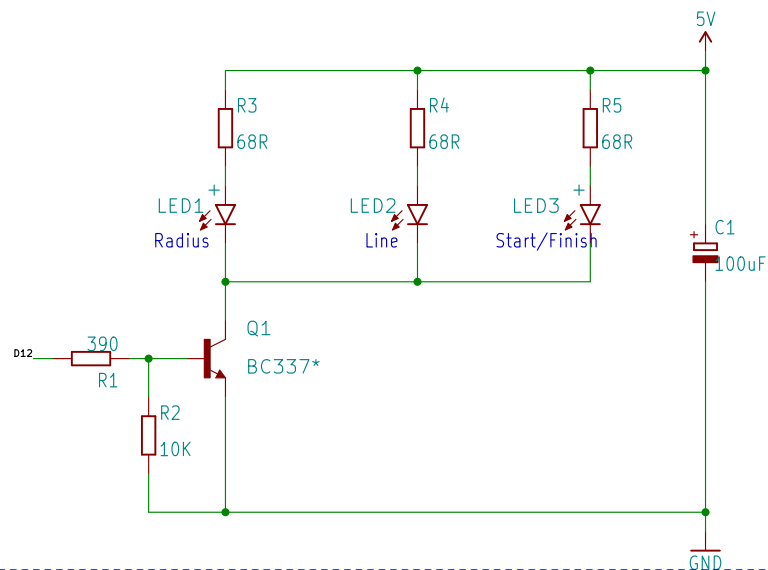 5V
R3
68R
R4
68R
R5
68R
+
LED1
Radius
LED2
Line
+
LED3
Start/Finish
+
C1
100uF
Q1
BC337*
D12
390
R1
R2
10K
GND